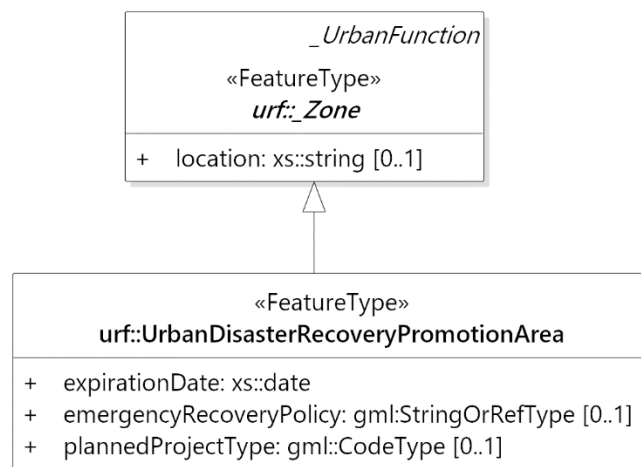 _UrbanFunction
«FeatureType»
urf::_Zone
+ location: xs::string [0..1]
«FeatureType»
urf::UrbanDisasterRecoveryPromotionArea
+ expirationDate: xs::date
+ emergencyRecoveryPolicy: gml:StringOrRefType [0..1]
+ plannedProjectType: gml::CodeType [0..1]